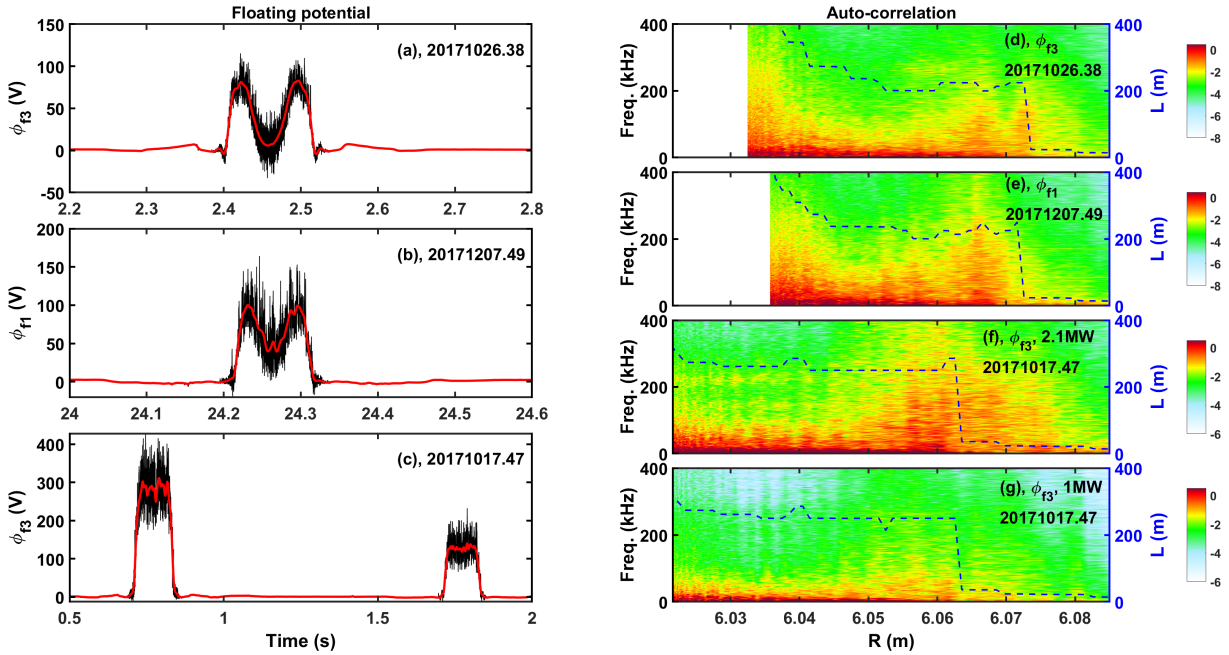 Floating potential
150
100
50
0
-50
ϕf3 (V)
(a), 20171026.38
2.2 2.3 2.4 2.5 2.6 2.7 2.8
200
150
100
50
0
ϕf1 (V)
(b), 20171207.49
24 24.1 24.2 24.3 24.4 24.5 24.6
400
300
200
100
0
ϕf3 (V)
(c), 20171017.47
0.5 1 1.5 2
Time (s)
Auto-correlation
400
200
0
Freq. (kHz)
(d), ϕf3
20171026.38
400
200
0
L (m)
0
-2
-4
-6
-8
400
200
0
Freq. (kHz)
(e), ϕf1
20171207.49
400
200
0
L (m)
0
-2
-4
-6
-8
400
200
0
Freq. (kHz)
(f), ϕf3, 2.1MW
20171017.47
400
200
0
L (m)
0
-2
-4
-6
400
200
0
Freq. (kHz)
(g), ϕf3, 1MW
20171017.47
400
200
0
L (m)
0
-2
-4
-6
6.03 6.04 6.05 6.06 6.07 6.08
R (m)